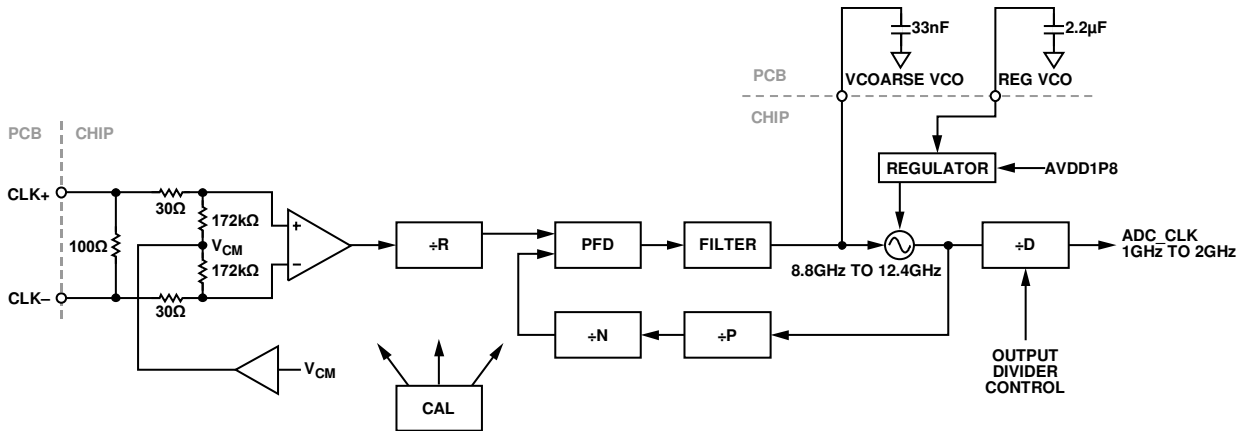 33nF
2.2µF
PCB
VCOARSE VCO
REG VCO
CHIP
PCB
CHIP
REGULATOR
AVDD1P8
CLK+
30Ω
172kΩ
+
100Ω
VCM
÷R
PFD
FILTER
÷D
ADC_CLK
1GHz TO 2GHz
172kΩ
–
8.8GHz TO 12.4GHz
CLK–
30Ω
÷N
÷P
VCM
OUTPUT
DIVIDER
CONTROL
CAL